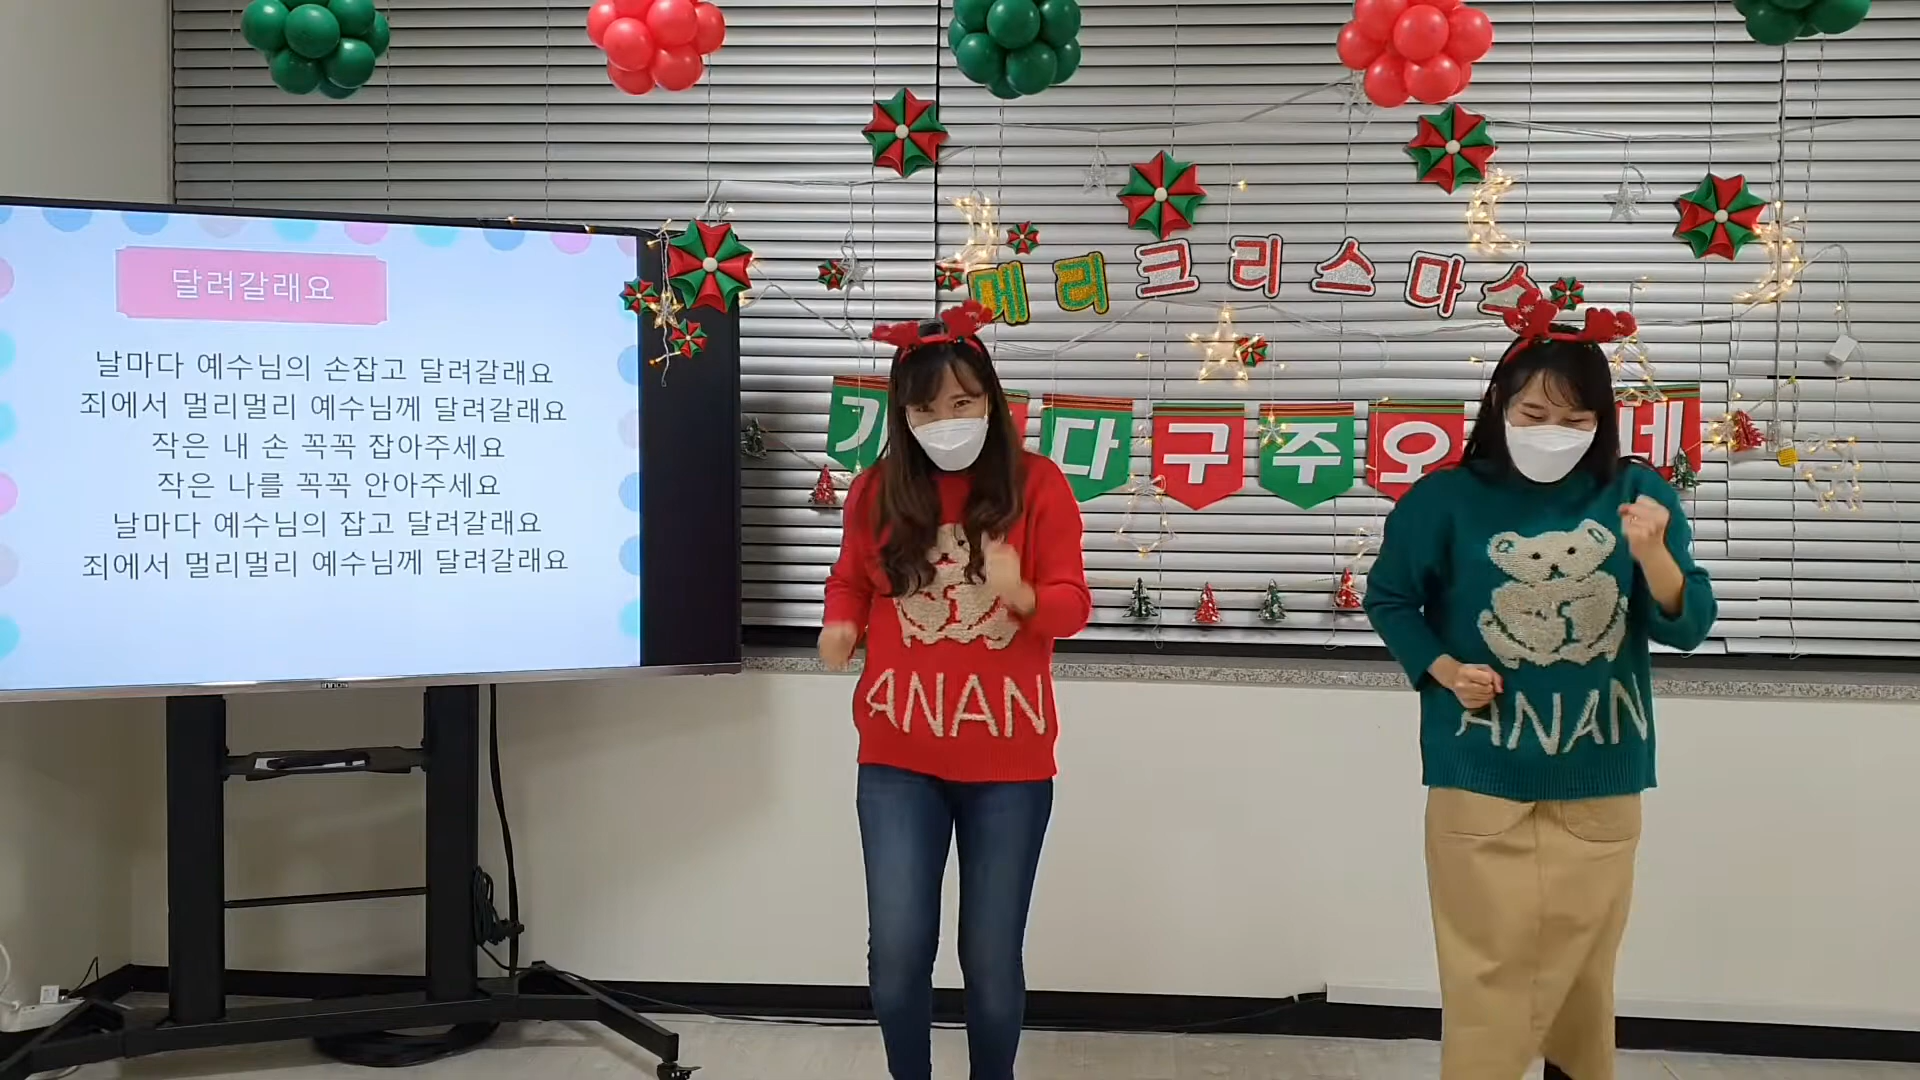 달려갈래요
날마다 예수님의 손잡고 달려갈래요
죄에서 멀리멀리 예수님께 달려갈래요
작은 내 손 꼭꼭 잡아주세요
작은 나를 꼭꼭 안아주세요
날마다 예수님의 잡고 달려갈래요
죄에서 멀리멀리 예수님께 달려갈래요
메리 크리스마스
다 구 주 오 네
ANAN
ANAN